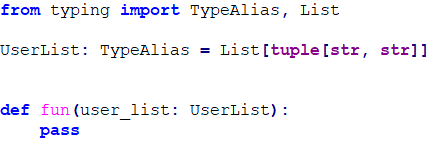 from typing import TypeAlias, List
UserList: TypeAlias = List[tuple[str, str]]
def fun(user_list: UserList):
    pass